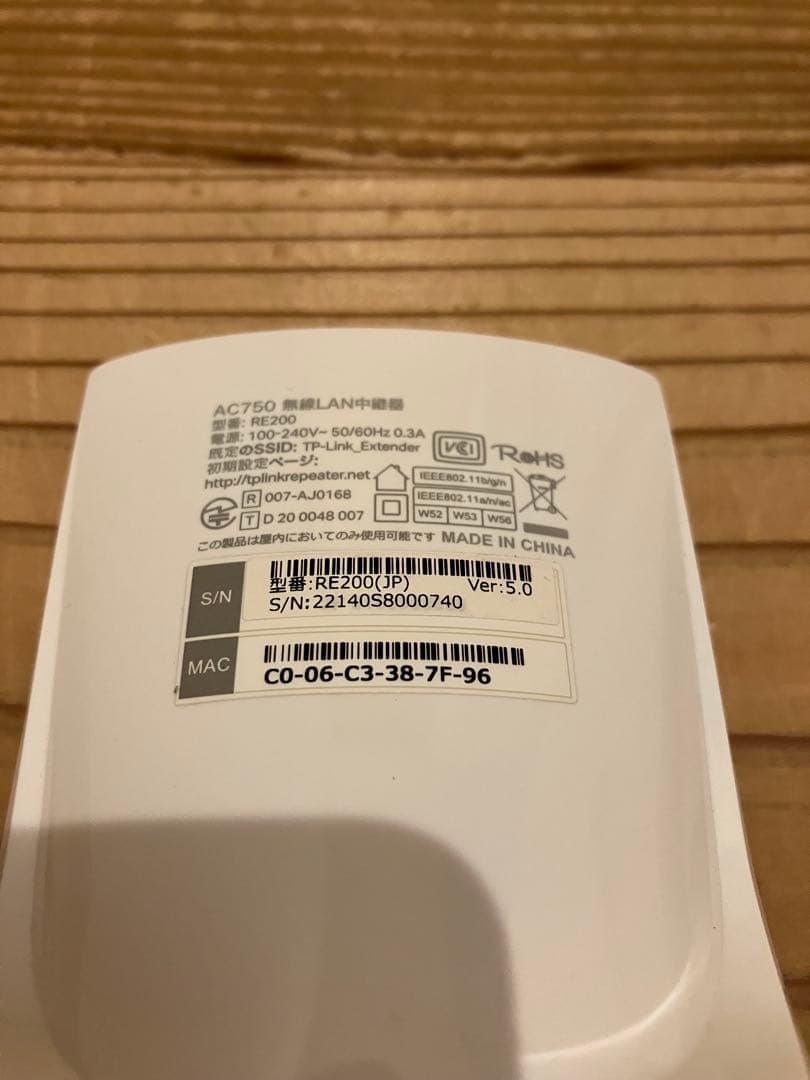 AC750 無線LAN中継器
型番: RE200
電源: 100-240V~ 50/60Hz 0.3A
既定のSSID: TP-Link_Extender
初期設定ページ:
http://tplinkrepeater.net
VCI
RoHS
R 007-AJ0168
T D 20 0048 007
IEEE802.11b/g/n
IEEE802.11a/n/ac
W52 W53 W56
この製品は屋内においてのみ使用可能です MADE IN CHINA
S/N
型番:RE200(JP) Ver:5.0
S/N:22140S8000740
MAC
C0-06-C3-38-7F-96